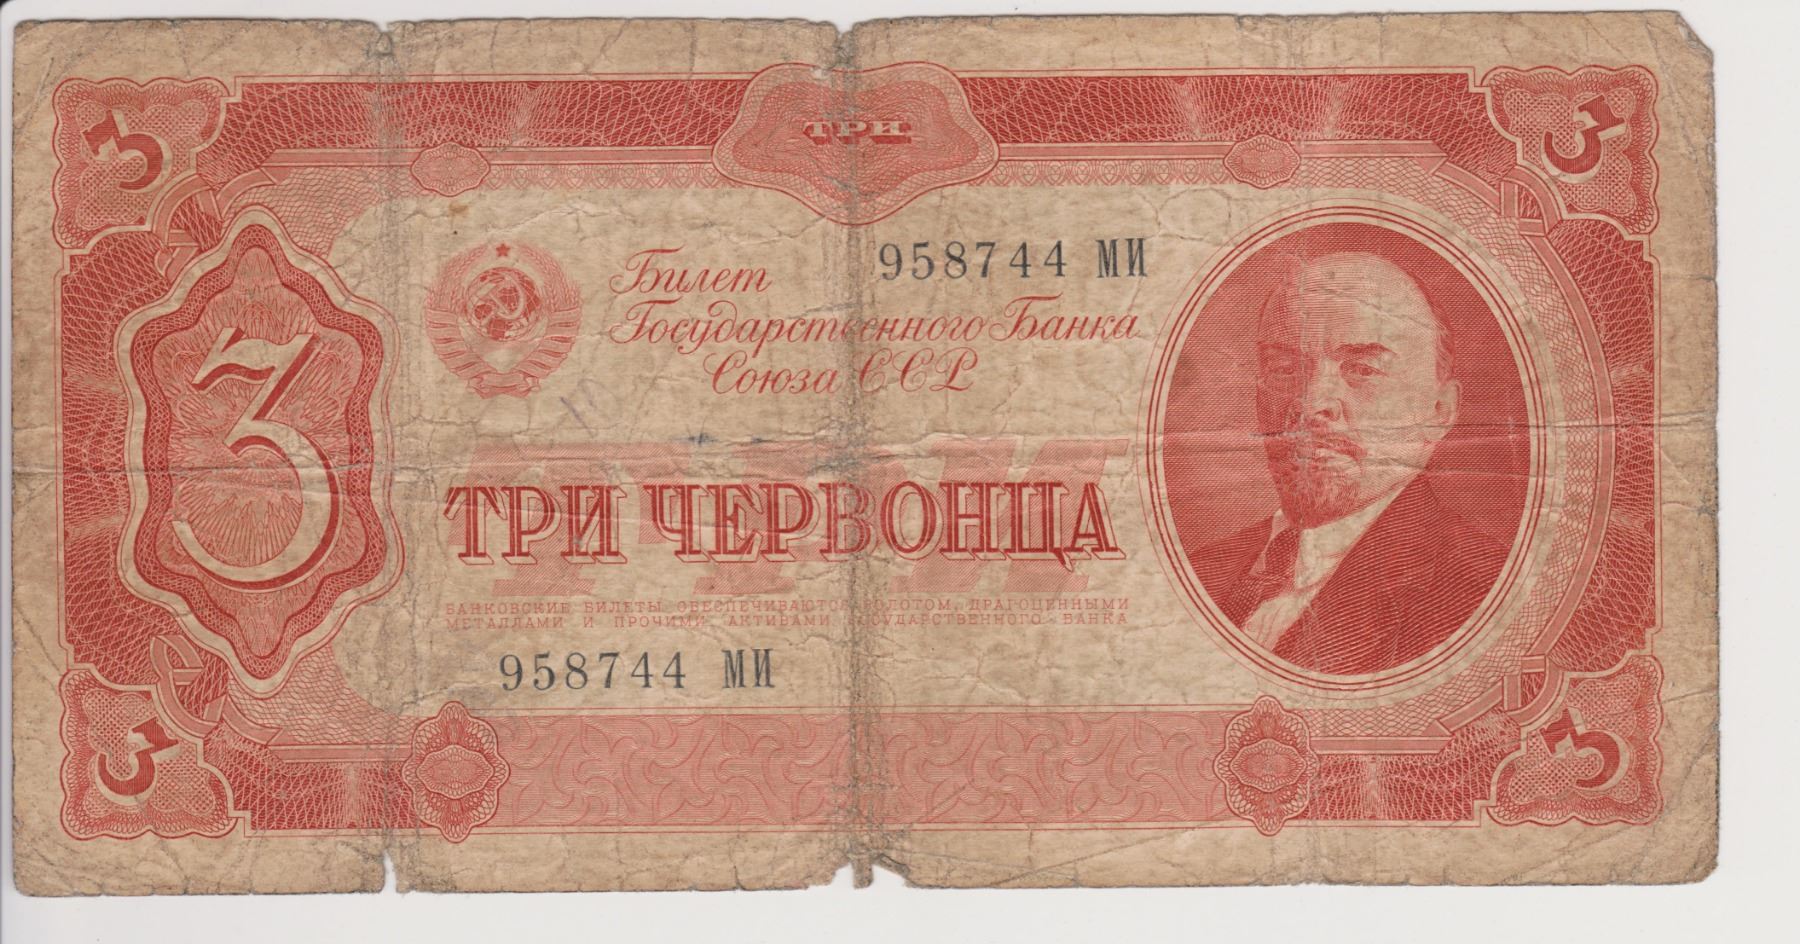 3
ТРИ
3
958744 МИ
Билет
Государственного Банка
Союза ССР
3
ТРИ
ТРИ ЧЕРВОНЦА
БАНКОВСКИЕ БИЛЕТЫ ОБЕСПЕЧИВАЮТСЯ ЗОЛОТОМ, ДРАГОЦЕННЫМИ
МЕТАЛЛАМИ И ПРОЧИМИ АКТИВАМИ ГОСУДАРСТВЕННОГО БАНКА
958744 МИ
3
3